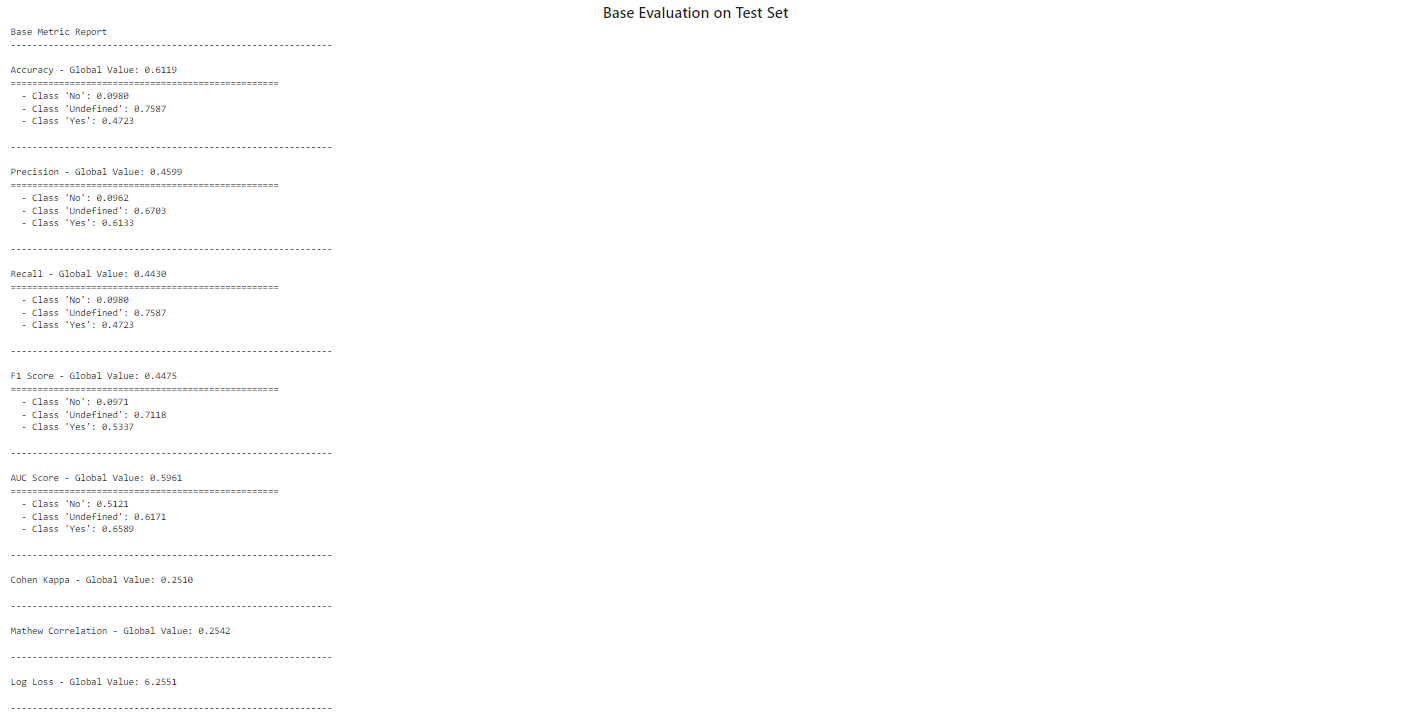 Base Evaluation on Test Set
Base Metric Report
------------------------------------------------------------
Accuracy - Global Value: 0.6119
==================================================
- Class 'No': 0.0980
- Class 'Undefined': 0.7587
- Class 'Yes': 0.4723
------------------------------------------------------------
Precision - Global Value: 0.4599
==================================================
- Class 'No': 0.0962
- Class 'Undefined': 0.6703
- Class 'Yes': 0.6133
------------------------------------------------------------
Recall - Global Value: 0.4430
==================================================
- Class 'No': 0.0980
- Class 'Undefined': 0.7587
- Class 'Yes': 0.4723
------------------------------------------------------------
F1 Score - Global Value: 0.4475
==================================================
- Class 'No': 0.0971
- Class 'Undefined': 0.7118
- Class 'Yes': 0.5337
------------------------------------------------------------
AUC Score - Global Value: 0.5961
==================================================
- Class 'No': 0.5121
- Class 'Undefined': 0.6171
- Class 'Yes': 0.6589
------------------------------------------------------------
Cohen Kappa - Global Value: 0.2510
------------------------------------------------------------
Mathew Correlation - Global Value: 0.2542
------------------------------------------------------------
Log Loss - Global Value: 6.2551
------------------------------------------------------------